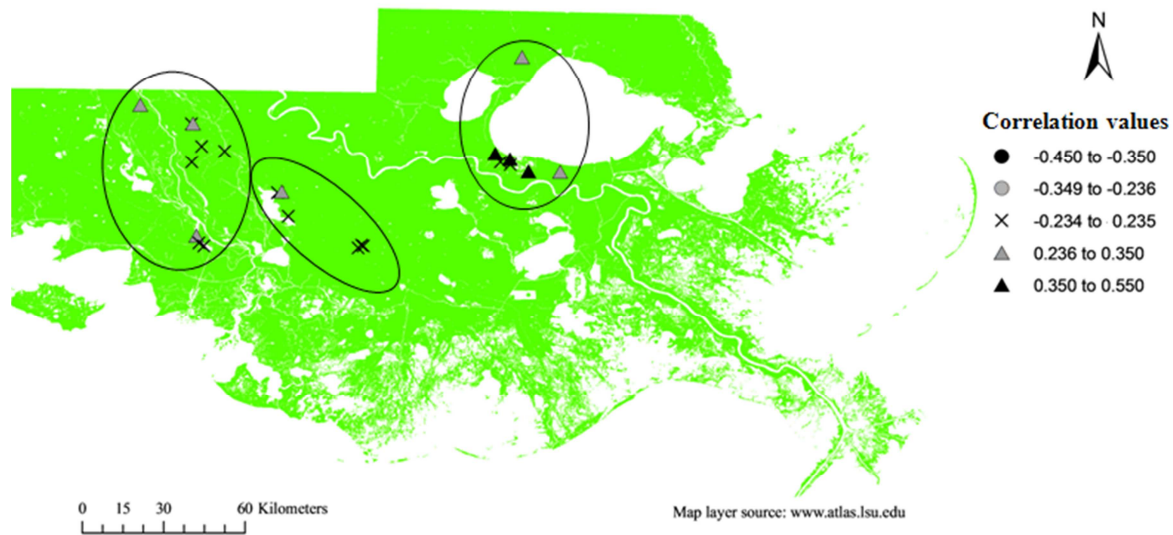 N
Correlation values
-0.450 to -0.350
-0.349 to -0.236
-0.234 to 0.235
0.236 to 0.350
0.350 to 0.550
0 15 30 60 Kilometers
Map layer source: www.atlas.lsu.edu